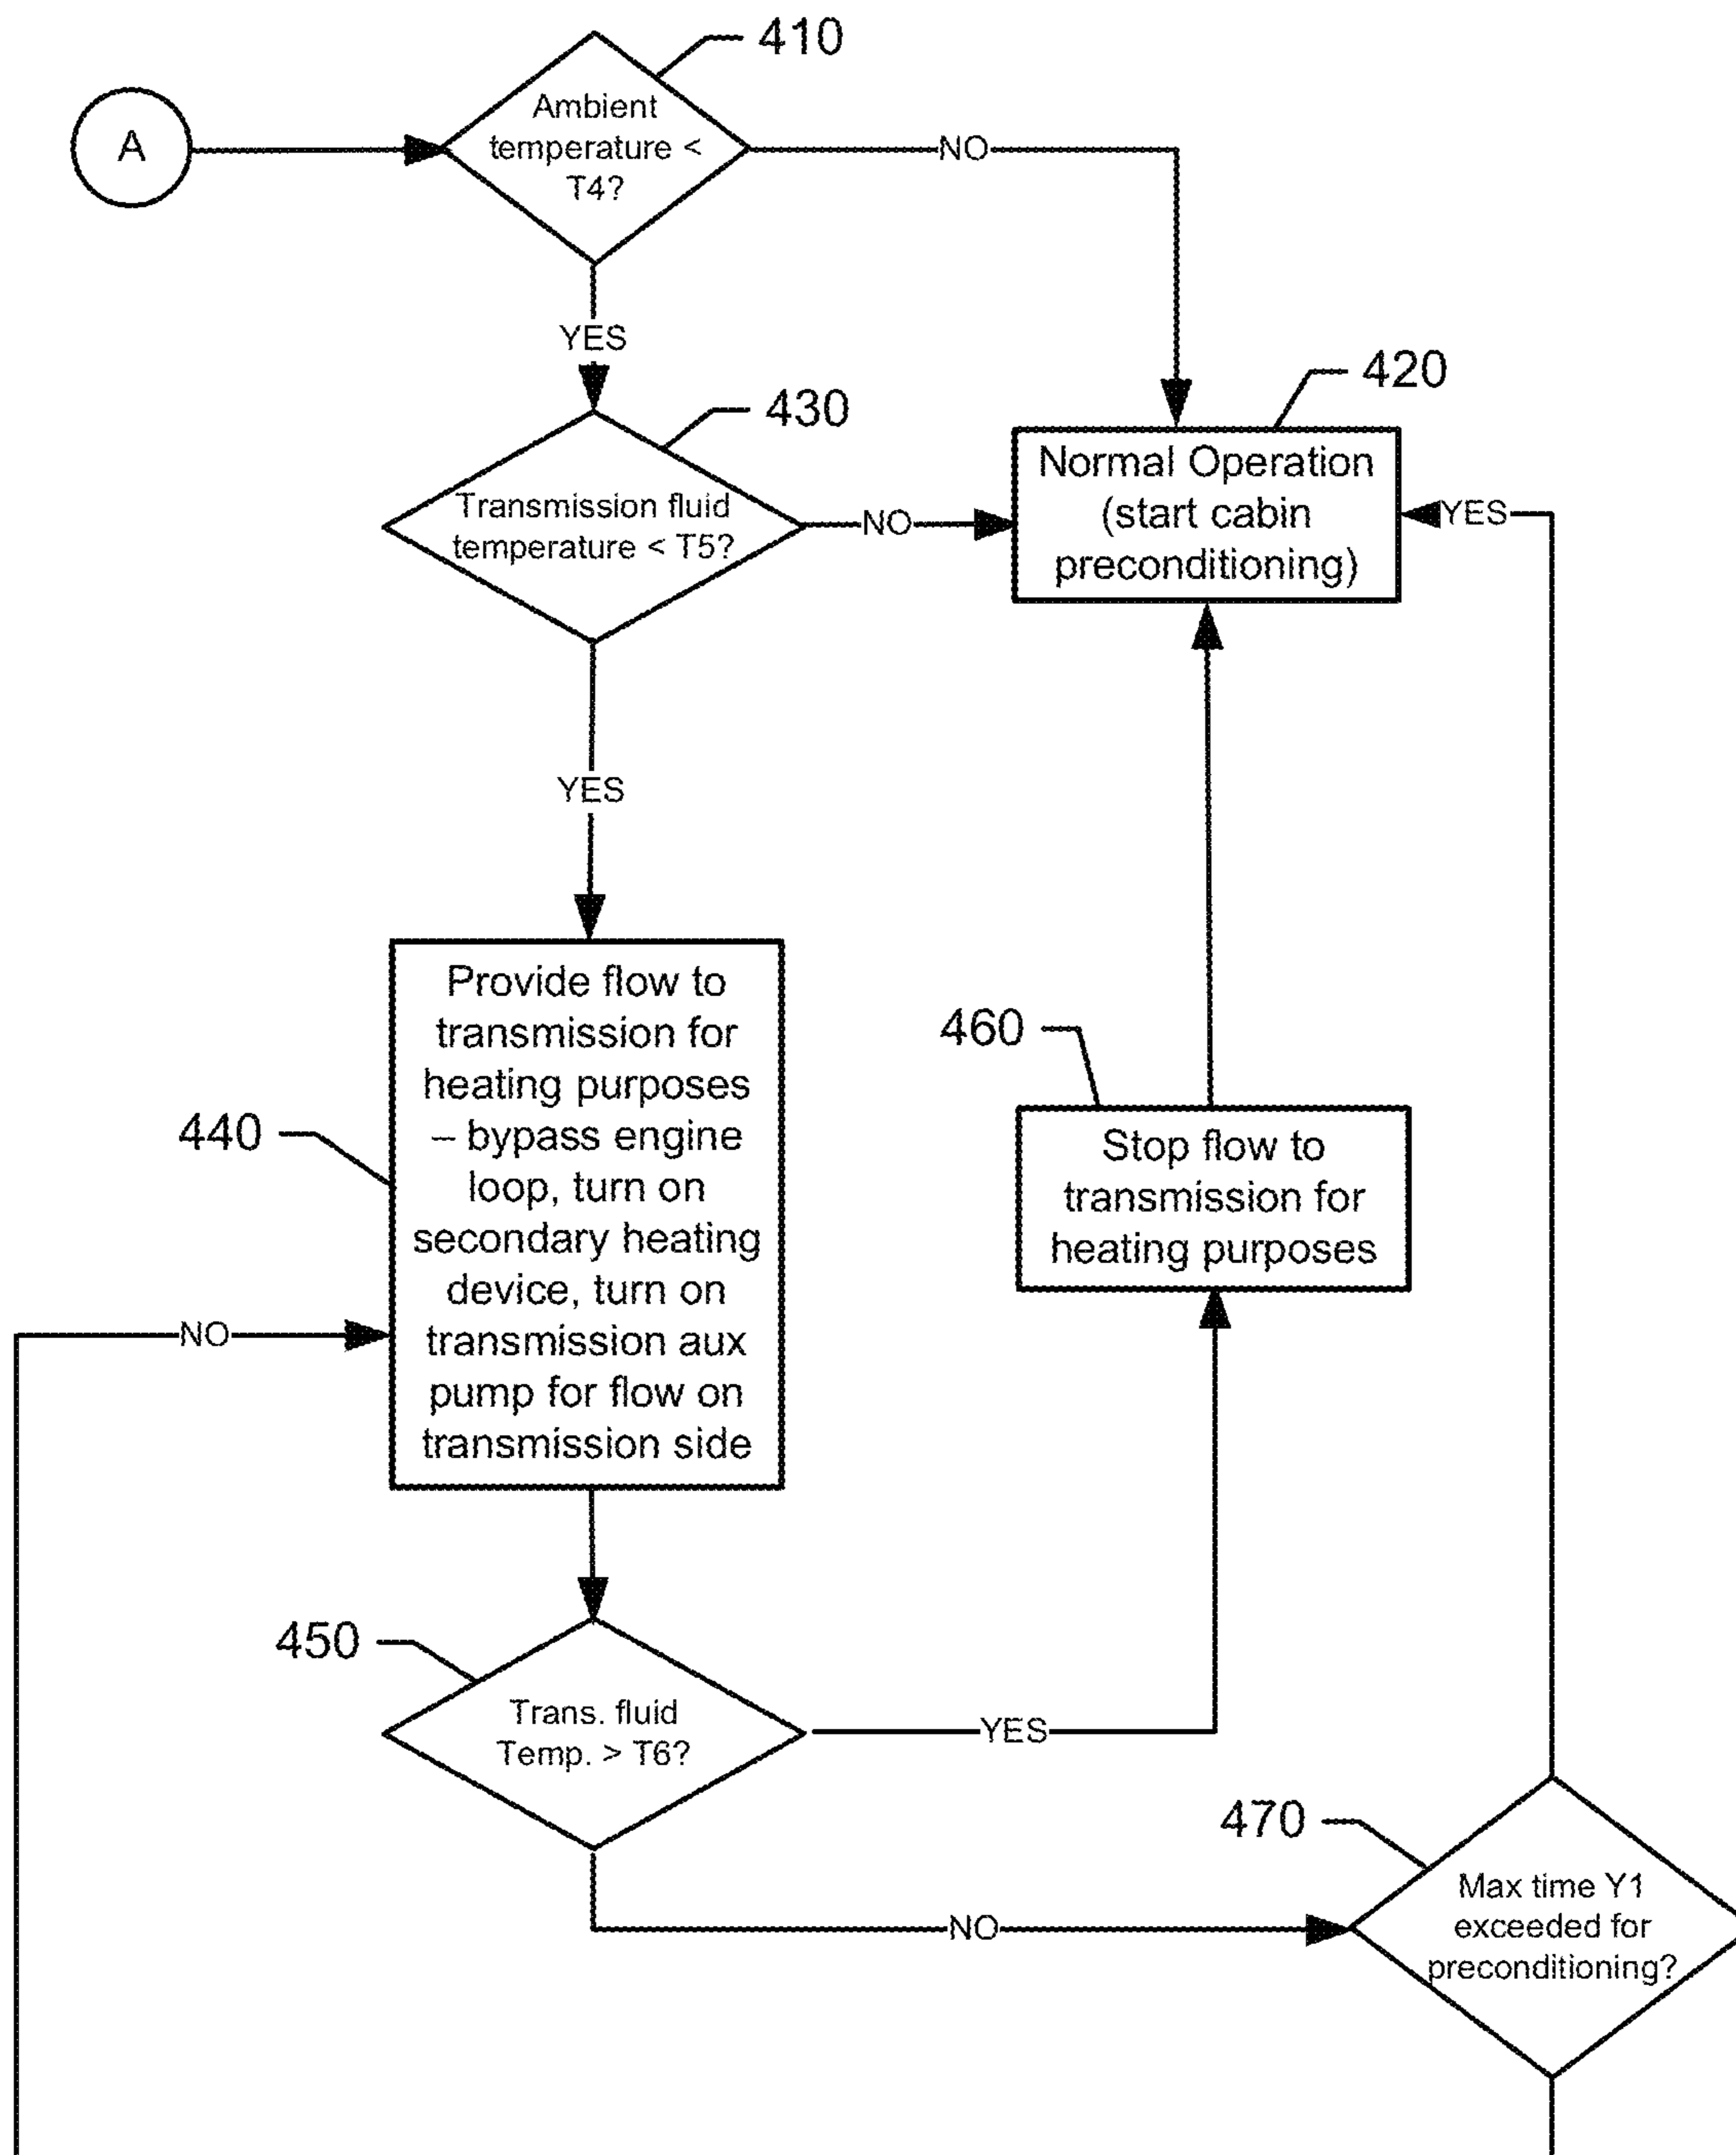 410
A
Ambient
temperature <
T4?
NO
YES
420
430
Normal Operation
(start cabin
preconditioning)
YES
Transmission fluid
temperature < T5?
NO
YES
440
Provide flow to
transmission for
heating purposes
– bypass engine
loop, turn on
secondary heating
device, turn on
transmission aux
pump for flow on
transmission side
460
Stop flow to
transmission for
heating purposes
NO
450
Trans. fluid
Temp. > T6?
YES
470
Max time Y1
exceeded for
preconditioning?
NO